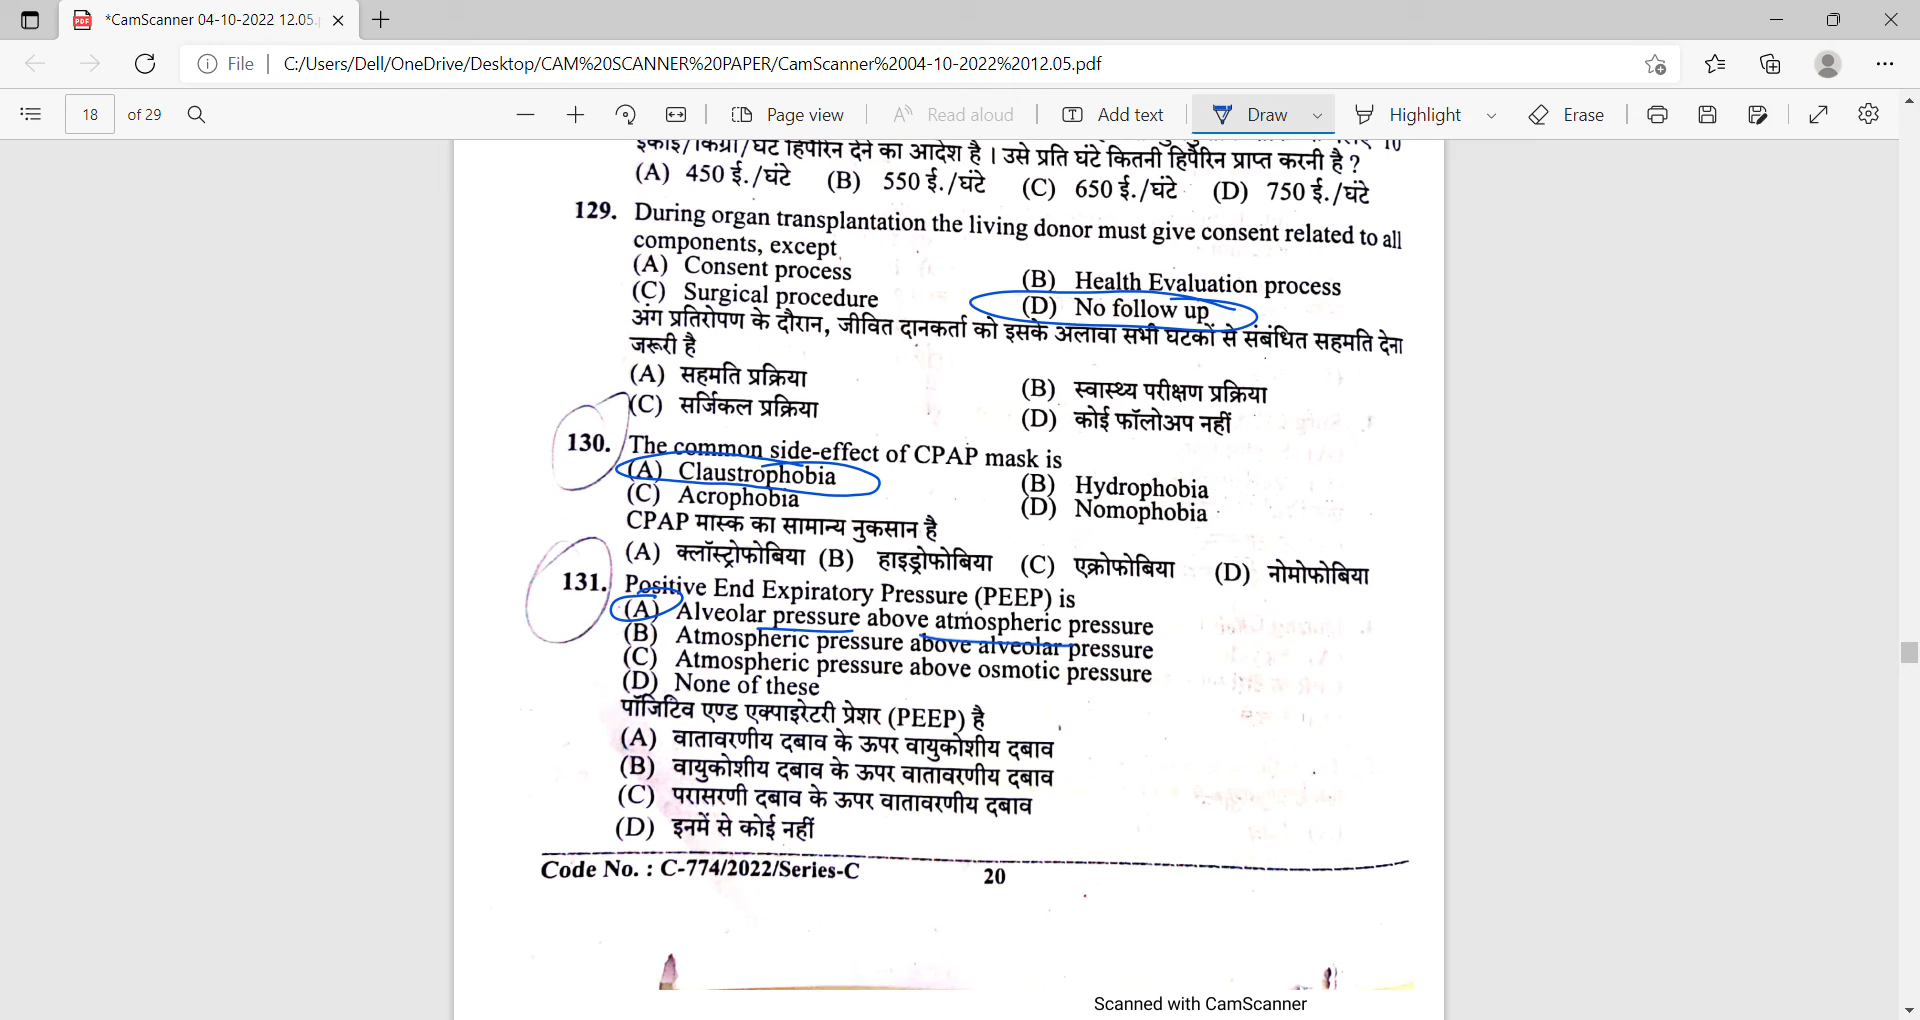 *CamScanner 04-10-2022 12.05.
File C:/Users/Dell/OneDrive/Desktop/CAM%20SCANNER%20PAPER/CamScanner%2004-10-2022%2012.05.pdf
18 of 29 Page view Read aloud Add text Draw Highlight Erase
इकाई/किग्रा/घंटे हिपैरिन देने का आदेश है । उसे प्रति घंटे कितनी हिपैरिन प्राप्त करनी है ?
(A) 450 ई./घंटे (B) 550 ई./घंटे (C) 650 ई./घंटे (D) 750 ई./घंटे
129. During organ transplantation the living donor must give consent related to all
components, except
(A) Consent process (B) Health Evaluation process
(C) Surgical procedure (D) No follow up
अंग प्रतिरोपण के दौरान, जीवित दानकर्ता को इसके अलावा सभी घटकों से संबंधित सहमति देना
जरूरी है
(A) सहमति प्रक्रिया (B) स्वास्थ्य परीक्षण प्रक्रिया
(C) सर्जिकल प्रक्रिया (D) कोई फॉलोअप नहीं
130. The common side-effect of CPAP mask is
(A) Claustrophobia (B) Hydrophobia
(C) Acrophobia (D) Nomophobia
CPAP मास्क का सामान्य नुकसान है
(A) क्लॉस्ट्रोफोबिया (B) हाइड्रोफोबिया (C) एक्रोफोबिया (D) नोमोफोबिया
131. Positive End Expiratory Pressure (PEEP) is
(A) Alveolar pressure above atmospheric pressure
(B) Atmospheric pressure above alveolar pressure
(C) Atmospheric pressure above osmotic pressure
(D) None of these
पॉजिटिव एण्ड एक्पाइरेटरी प्रेशर (PEEP) है
(A) वातावरणीय दबाव के ऊपर वायुकोशीय दबाव
(B) वायुकोशीय दबाव के ऊपर वातावरणीय दबाव
(C) परासरणी दबाव के ऊपर वातावरणीय दबाव
(D) इनमें से कोई नहीं
Code No. : C-774/2022/Series-C 20
Scanned with CamScanner